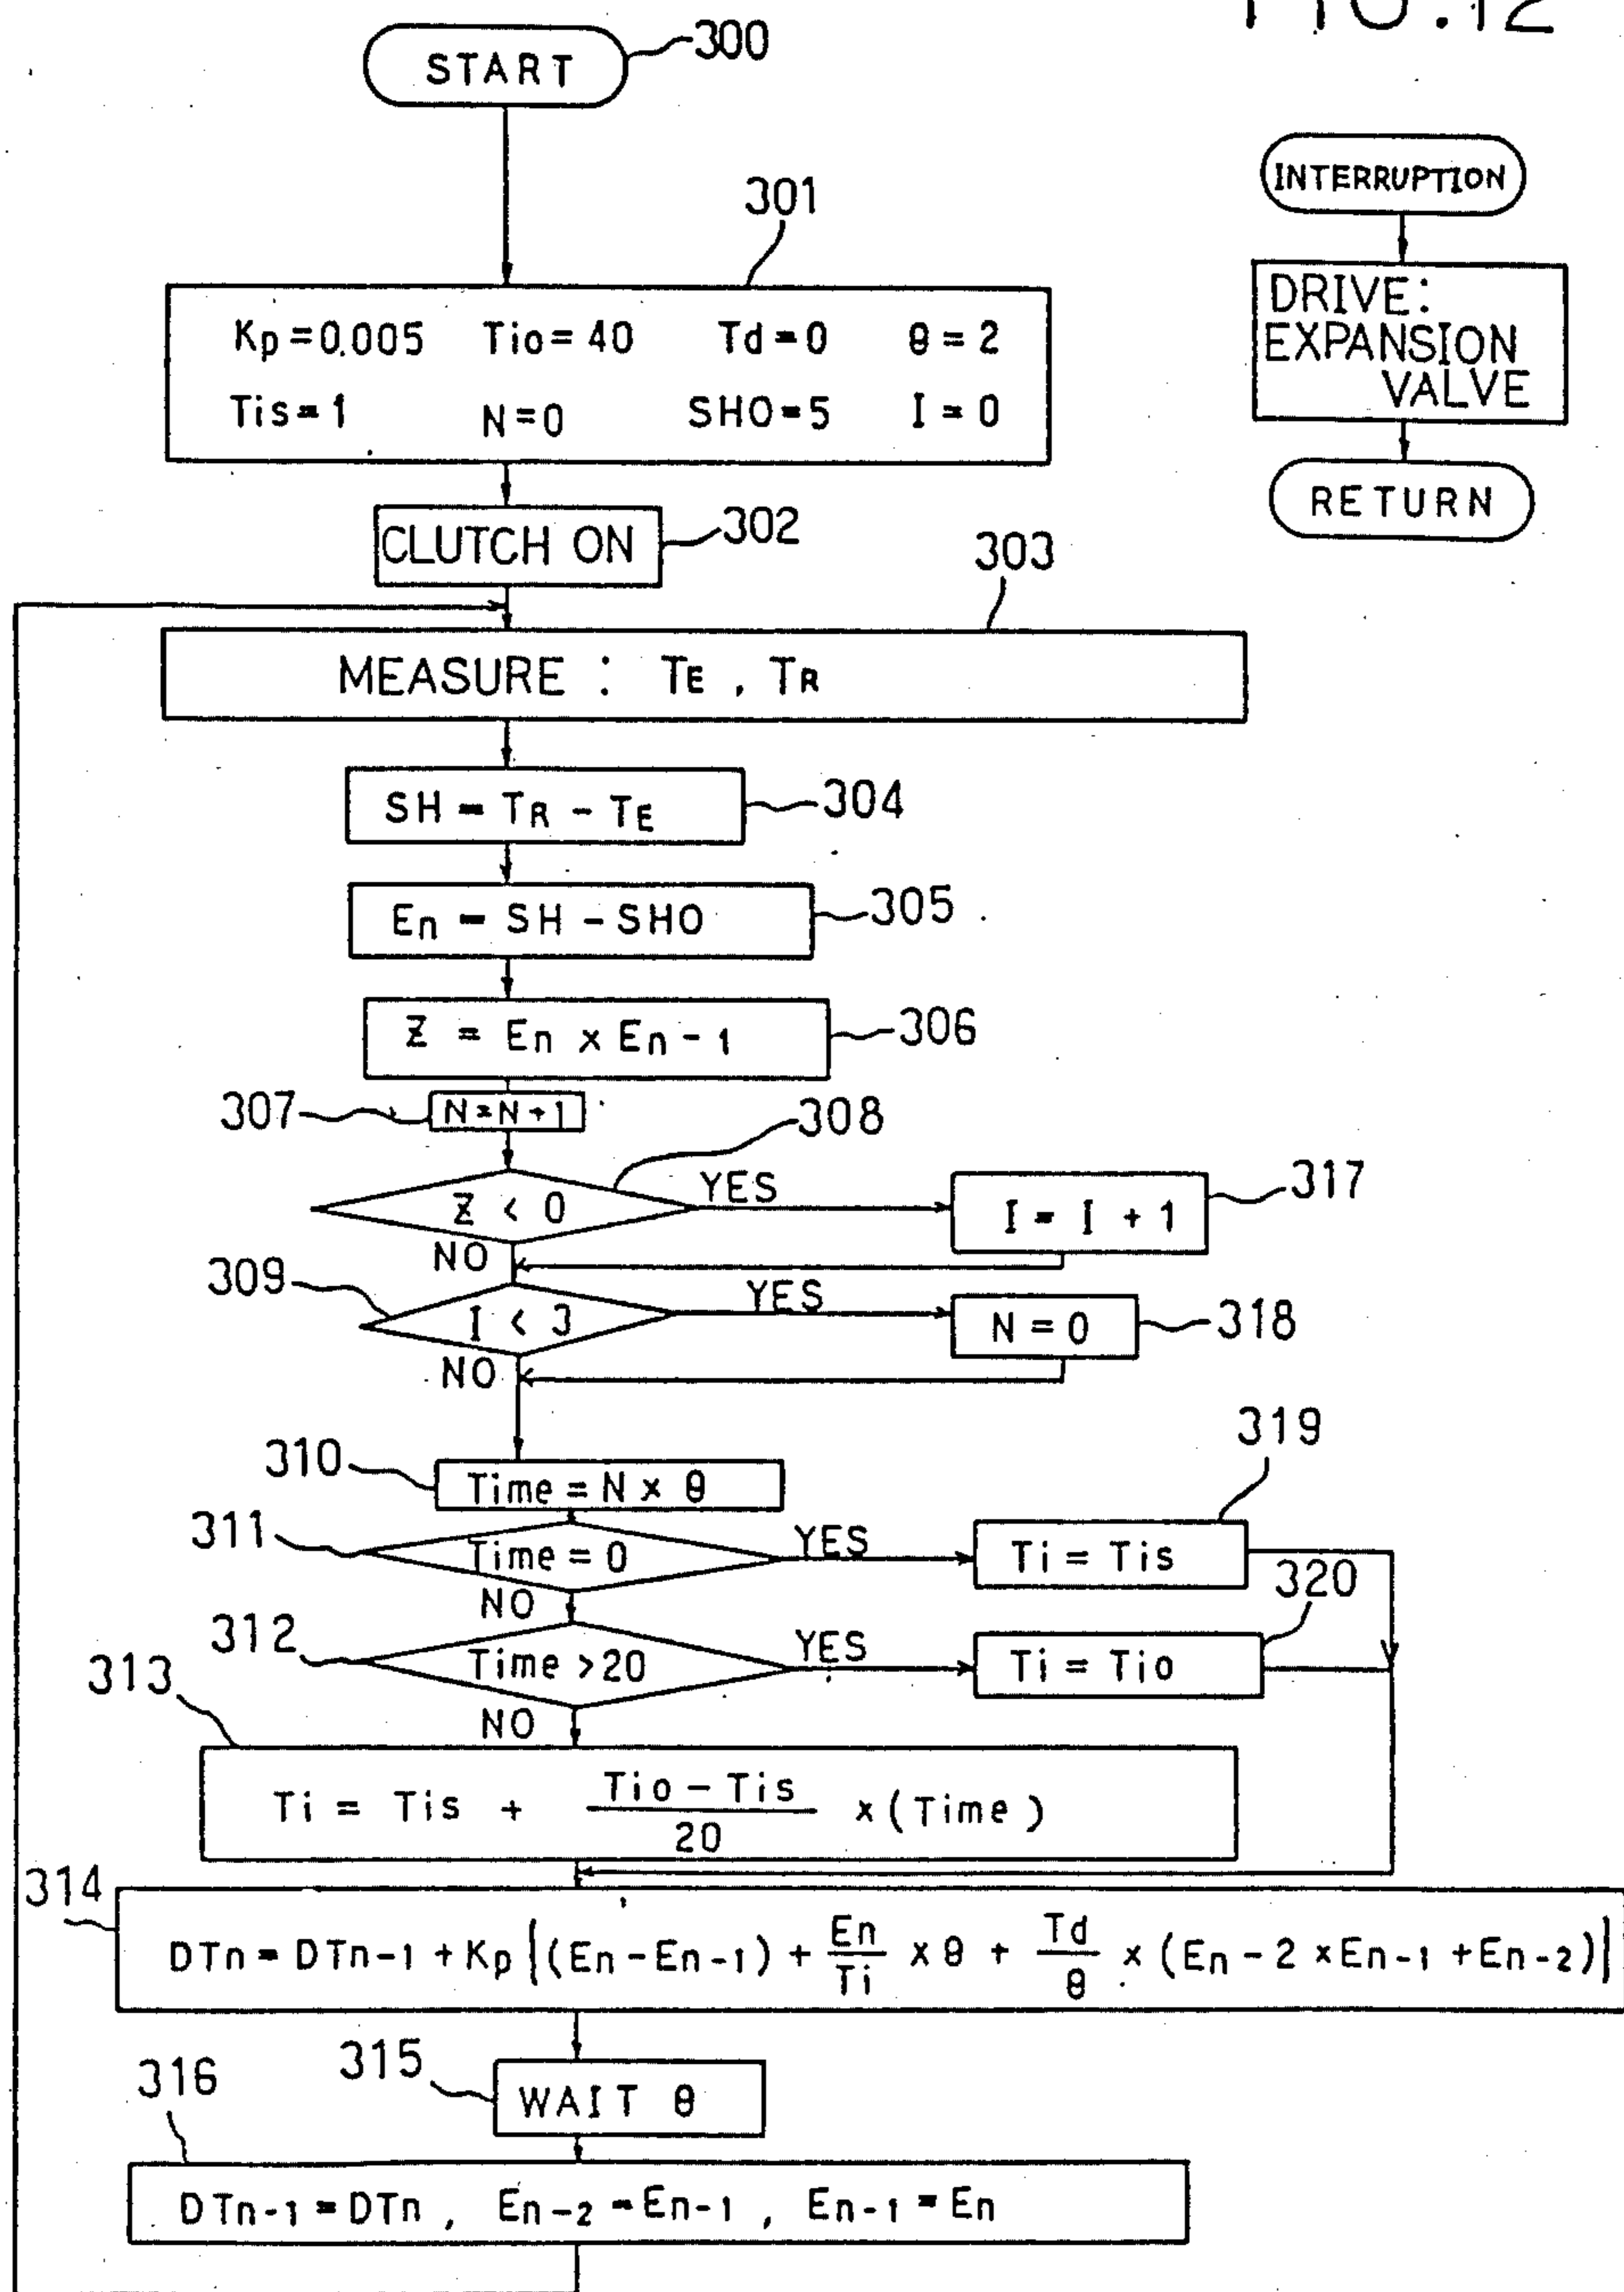 FIG.12
START
300
301
Kp=0.005 Tio=40 Td=0 θ=2
Tis=1 N=0 SHO=5 I=0
INTERRUPTION
DRIVE:
EXPANSION
VALVE
RETURN
CLUTCH ON
302
303
MEASURE : TE , TR
SH = TR - TE
304
En = SH - SHO
305
Z = En x En-1
306
307
N=N+1
308
Z < 0
YES
I = I + 1
317
NO
309
I < 3
YES
N = 0
318
NO
310
Time = N x θ
319
311
Time = 0
YES
Ti = Tis
320
NO
312
Time >20
YES
Ti = Tio
313
NO
Ti = Tis + Tio - Tis / 20 x (Time)
314
DTn = DTn-1 + Kp {(En-En-1) + En/Ti x θ + Td/θ x (En-2 xEn-1 +En-2)}
315
WAIT θ
316
DTn-1 = DTn , En-2 = En-1 , En-1 = En